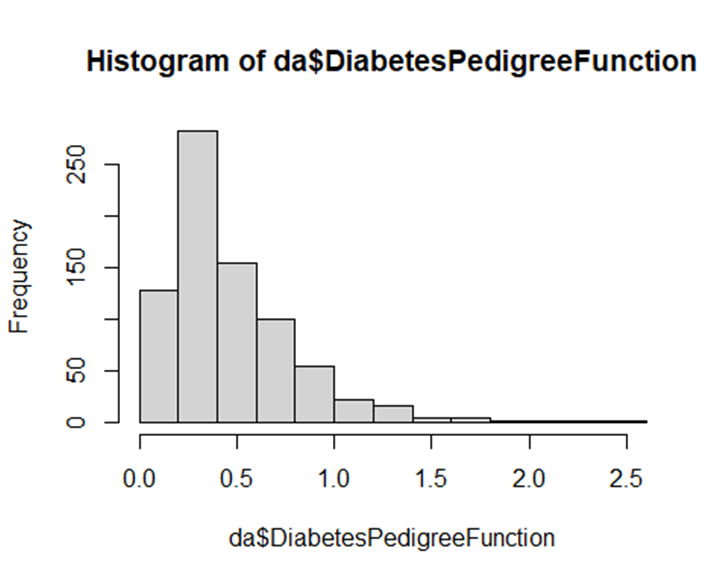 Histogram of da$DiabetesPedigreeFunction
Frequency
250
150
50
0
0.0 0.5 1.0 1.5 2.0 2.5
da$DiabetesPedigreeFunction